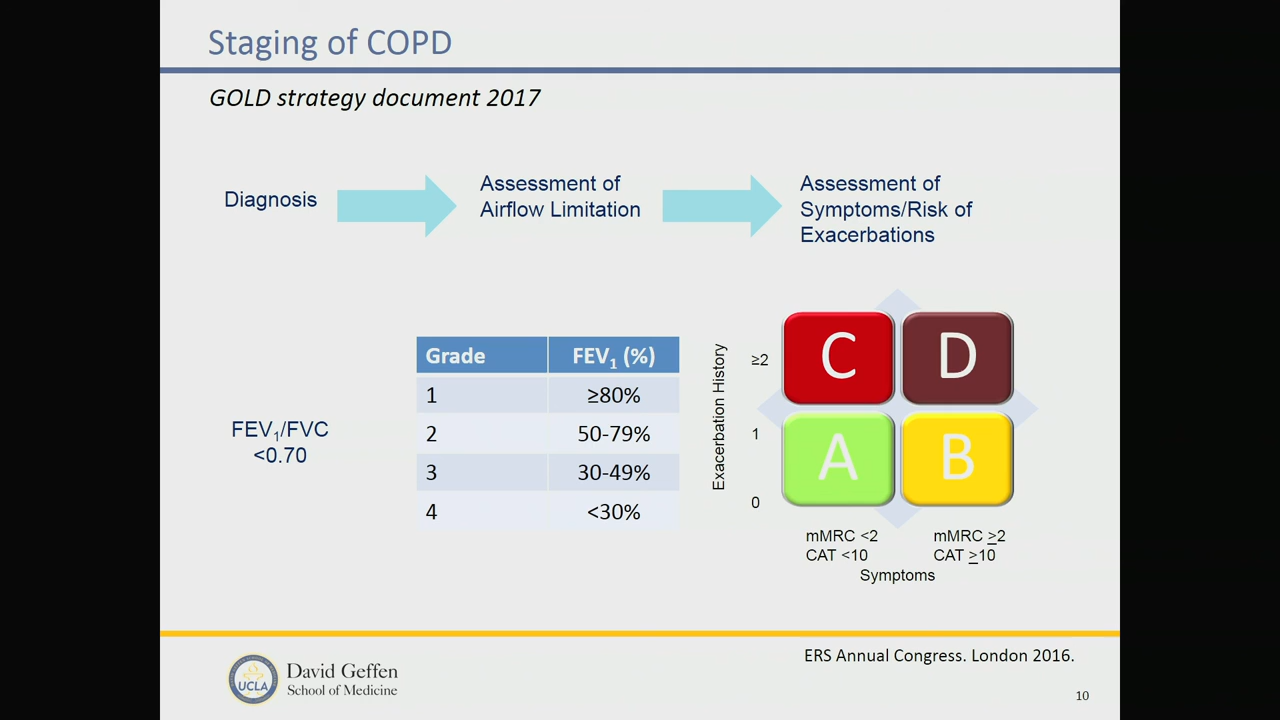 Staging of COPD
GOLD strategy document 2017
Diagnosis
Assessment of
Airflow Limitation
Assessment of
Symptoms/Risk of
Exacerbations
FEV1/FVC
<0.70
Grade FEV1 (%)
1 ≥80%
2 50-79%
3 30-49%
4 <30%
Exacerbation History
≥2
1
0
C D
A B
mMRC <2
CAT <10
mMRC ≥2
CAT ≥10
Symptoms
ERS Annual Congress. London 2016.
UCLA
David Geffen
School of Medicine
10